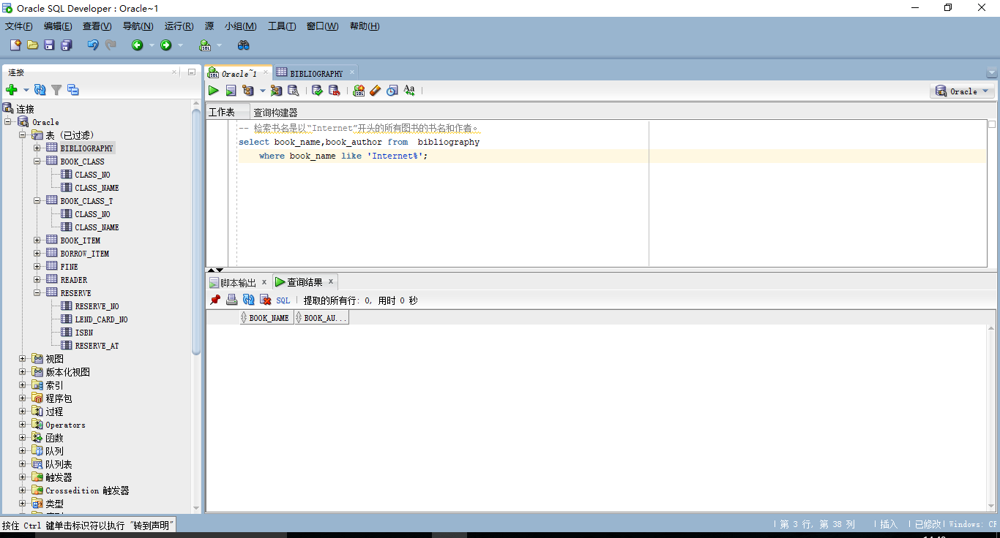 Oracle SQL Developer : Oracle~1
文件(F) 编辑(E) 查看(V) 导航(N) 运行(R) 源 小组(M) 工具(T) 窗口(W) 帮助(H)
连接
Oracle~1
BIBLIOGRAPHY
Oracle
工作表 查询构建器
连接
Oracle
表 (已过滤)
BIBLIOGRAPHY
BOOK_CLASS
CLASS_NO
CLASS_NAME
BOOK_CLASS_T
CLASS_NO
CLASS_NAME
BOOK_ITEM
BORROW_ITEM
FINE
READER
RESERVE
RESERVE_NO
LEND_CARD_NO
ISBN
RESERVE_AT
视图
版本化视图
索引
程序包
过程
Operators
函数
队列
队列表
触发器
Crossedition 触发器
类型
-- 检索书名是以“Internet”开头的所有图书的书名和作者。
select book_name,book_author from  bibliography
where book_name like 'Internet%';
脚本输出 查询结果
SQL 提取的所有行: 0, 用时 0 秒
BOOK_NAME BOOK_AU...
按住 Ctrl 键单击标识符以执行 "转到声明"
第 3 行, 第 38 列 插入 已修改 Windows: CR